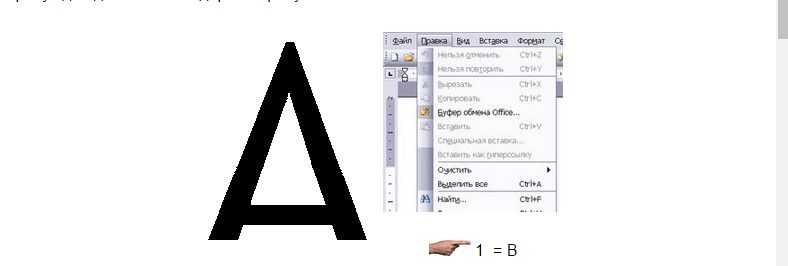 A
Файл Правка Вид Вставка Формат
Нельзя отменить Ctrl+Z
Нельзя повторить Ctrl+Y
Вырезать Ctrl+X
Копировать Ctrl+C
Буфер обмена Office...
Вставить Ctrl+V
Специальная вставка...
Вставить как гиперссылку
Очистить
Выделить все Ctrl+A
Найти... Ctrl+F
1 = В